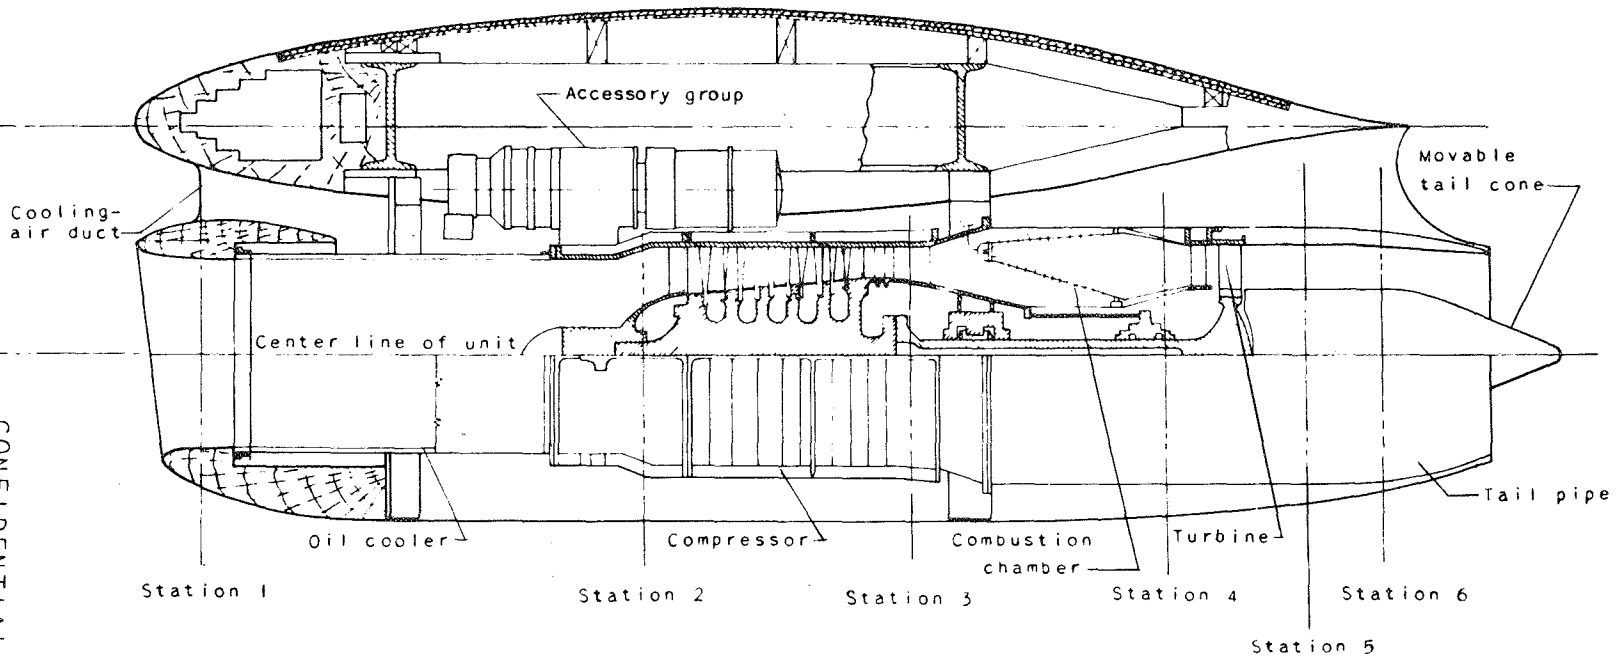 Accessory group
Movable
tail cone
Cooling-
air duct
Center line of unit
Tail pipe
Oil cooler
Compressor
Combustion
chamber
Turbine
Station 1
Station 2
Station 3
Station 4
Station 6
Station 5